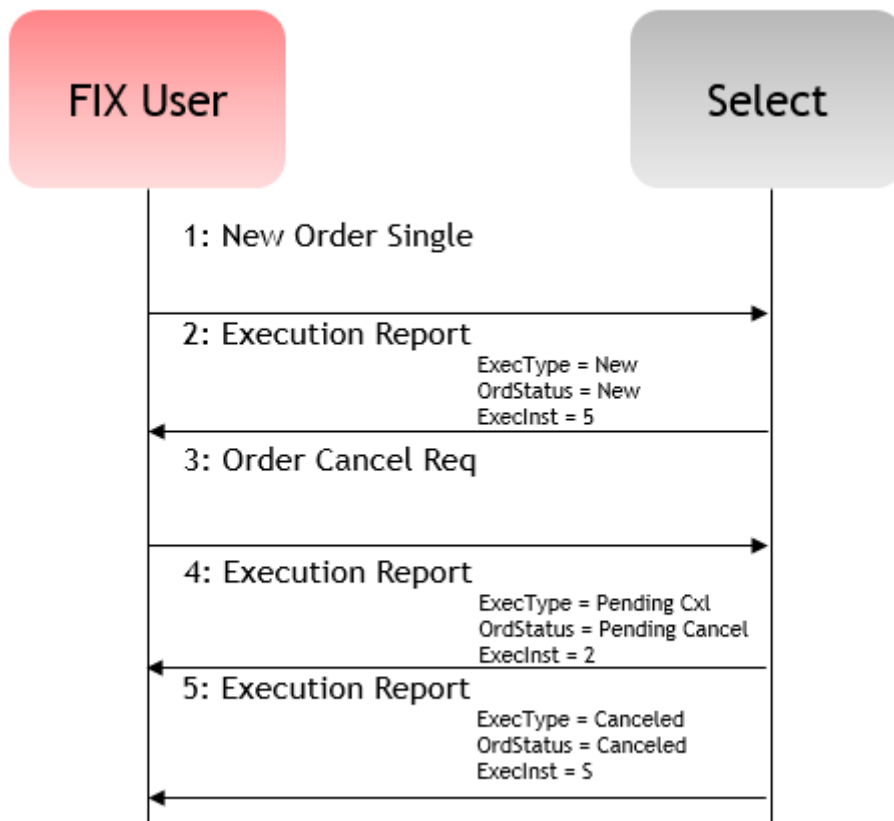 FIX User
Select
1: New Order Single
2: Execution Report
ExecType = New
OrdStatus = New
ExecInst = 5
3: Order Cancel Req
4: Execution Report
ExecType = Pending Cxl
OrdStatus = Pending Cancel
ExecInst = 2
5: Execution Report
ExecType = Canceled
OrdStatus = Canceled
ExecInst = S